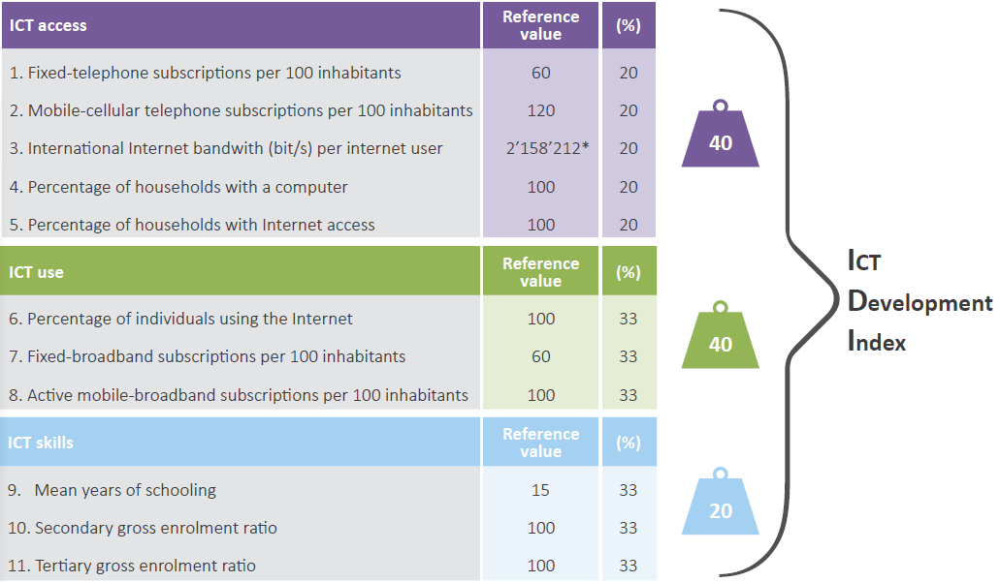 ICT access Reference value (%)
1. Fixed-telephone subscriptions per 100 inhabitants 60 20
2. Mobile-cellular telephone subscriptions per 100 inhabitants 120 20
3. International Internet bandwith (bit/s) per internet user 2’158’212* 20
4. Percentage of households with a computer 100 20
5. Percentage of households with Internet access 100 20
40
ICT use Reference value (%)
6. Percentage of individuals using the Internet 100 33
7. Fixed-broadband subscriptions per 100 inhabitants 60 33
8. Active mobile-broadband subscriptions per 100 inhabitants 100 33
40
ICT skills Reference value (%)
9. Mean years of schooling 15 33
10. Secondary gross enrolment ratio 100 33
11. Tertiary gross enrolment ratio 100 33
20
ICT
Development
Index